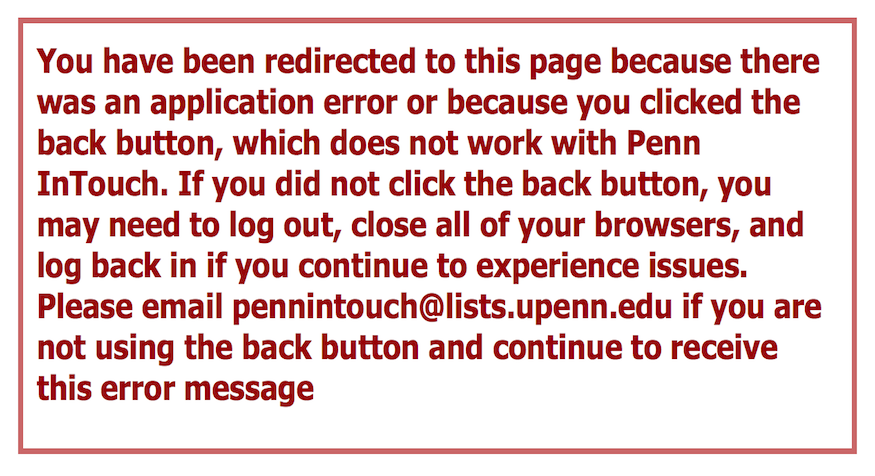 You have been redirected to this page because there
was an application error or because you clicked the
back button, which does not work with Penn
InTouch. If you did not click the back button, you
may need to log out, close all of your browsers, and
log back in if you continue to experience issues.
Please email pennintouch@lists.upenn.edu if you are
not using the back button and continue to receive
this error message